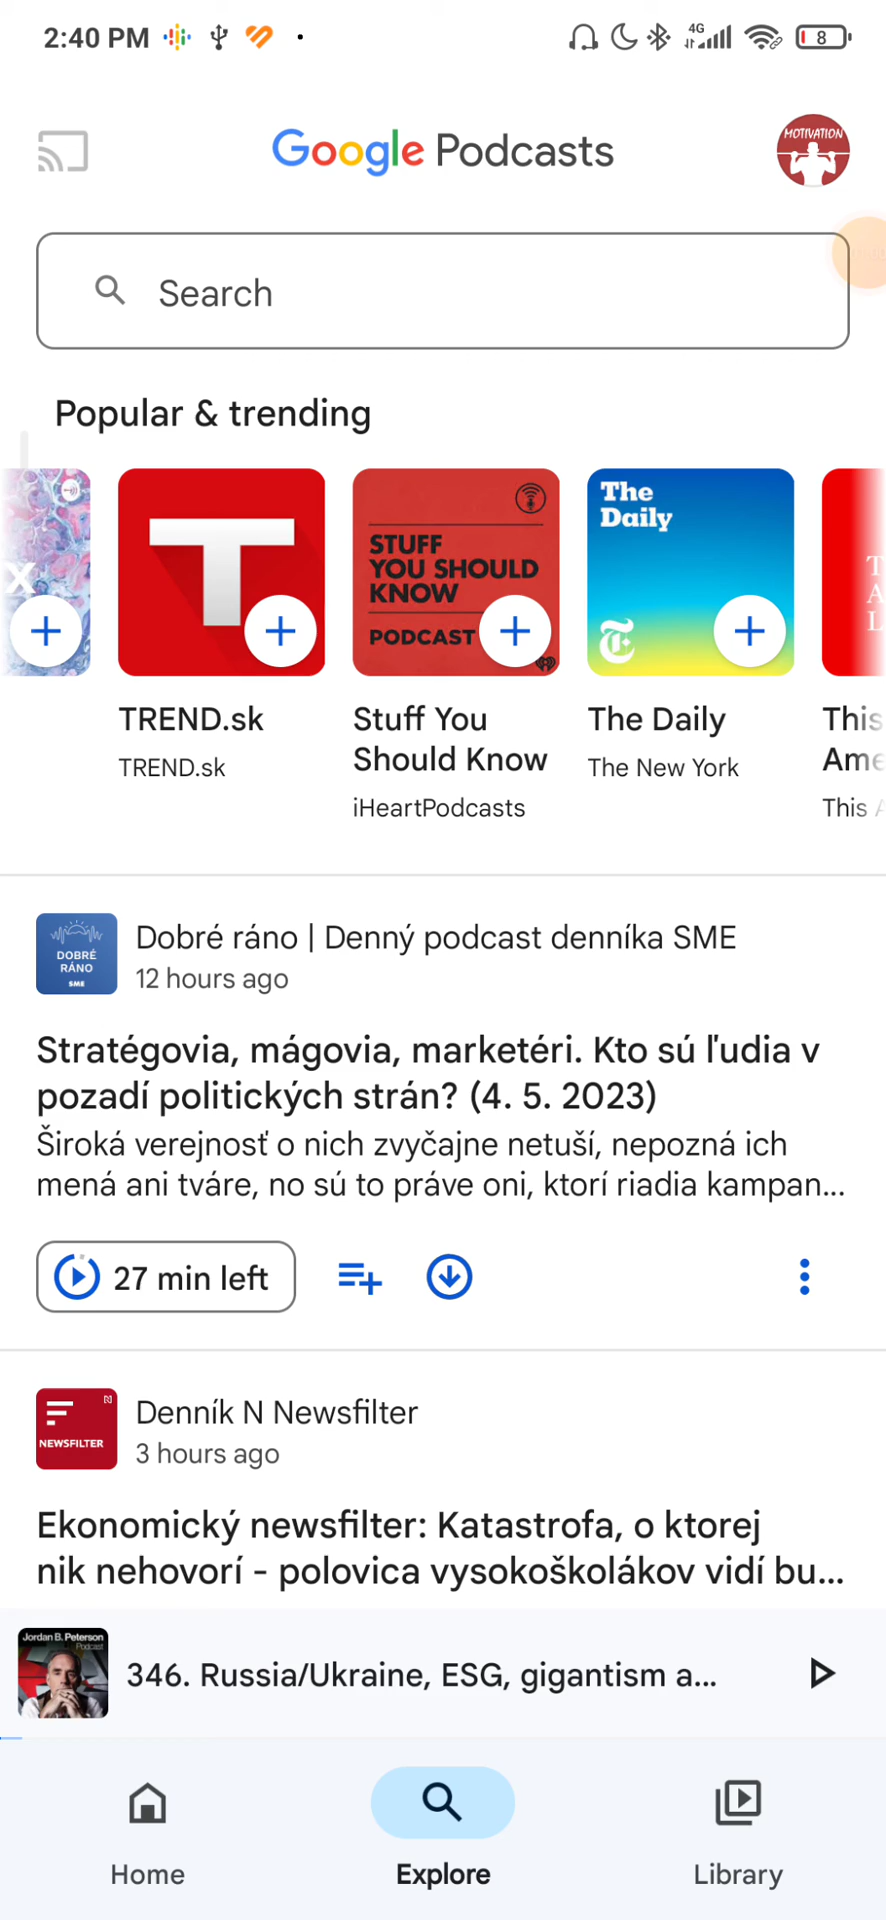 2:40 PM
4G
8
Google Podcasts
MOTIVATION
Search
Popular & trending
X
T
STUFF
YOU SHOULD
KNOW
PODCAST
The
Daily
T
A
L
TREND.sk
TREND.sk
Stuff You
Should Know
iHeartPodcasts
The Daily
The New York
This
Ame
This A
DOBRÉ
RÁNO
SME
Dobré ráno | Denný podcast denníka SME
12 hours ago
Stratégovia, mágovia, marketéri. Kto sú ľudia v
pozadí politických strán? (4. 5. 2023)
Široká verejnosť o nich zvyčajne netuší, nepozná ich
mená ani tváre, no sú to práve oni, ktorí riadia kampan...
27 min left
N
NEWSFILTER
Denník N Newsfilter
3 hours ago
Ekonomický newsfilter: Katastrofa, o ktorej
nik nehovorí - polovica vysokoškolákov vidí bu...
Jordan B. Peterson
Podcast
346. Russia/Ukraine, ESG, gigantism a...
Home
Explore
Library